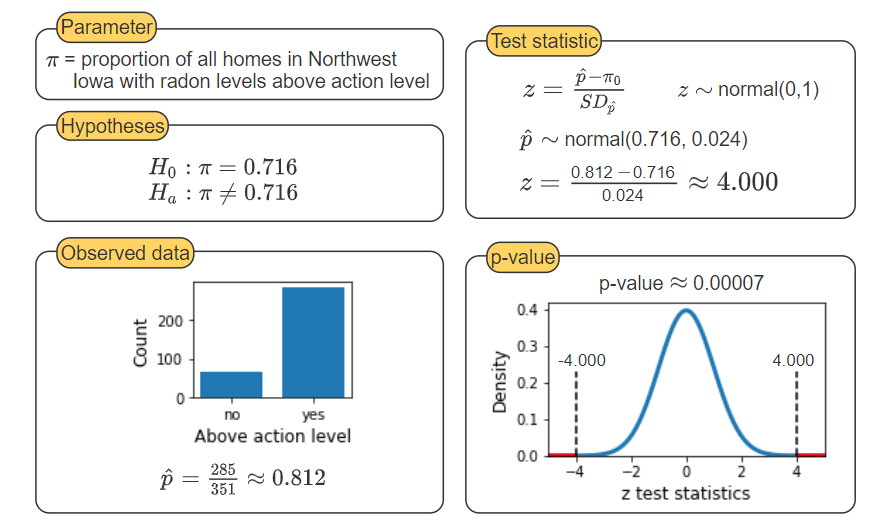 Parameter
π = proportion of all homes in Northwest
Iowa with radon levels above action level
Hypotheses
H₀ : π = 0.716
Hₐ : π ≠ 0.716
Observed data
200
100
0
Count
no yes
Above action level
p̂ = 285/351 ≈ 0.812
Test statistic
z = (p̂ − π₀)/SD_p̂ z ∼ normal(0,1)
p̂ ∼ normal(0.716, 0.024)
z = (0.812 − 0.716)/0.024 ≈ 4.000
p-value
p-value ≈ 0.00007
0.4
0.3
-4.000 4.000
0.2
0.1
0.0
Density
−4 −2 0 2 4
z test statistics